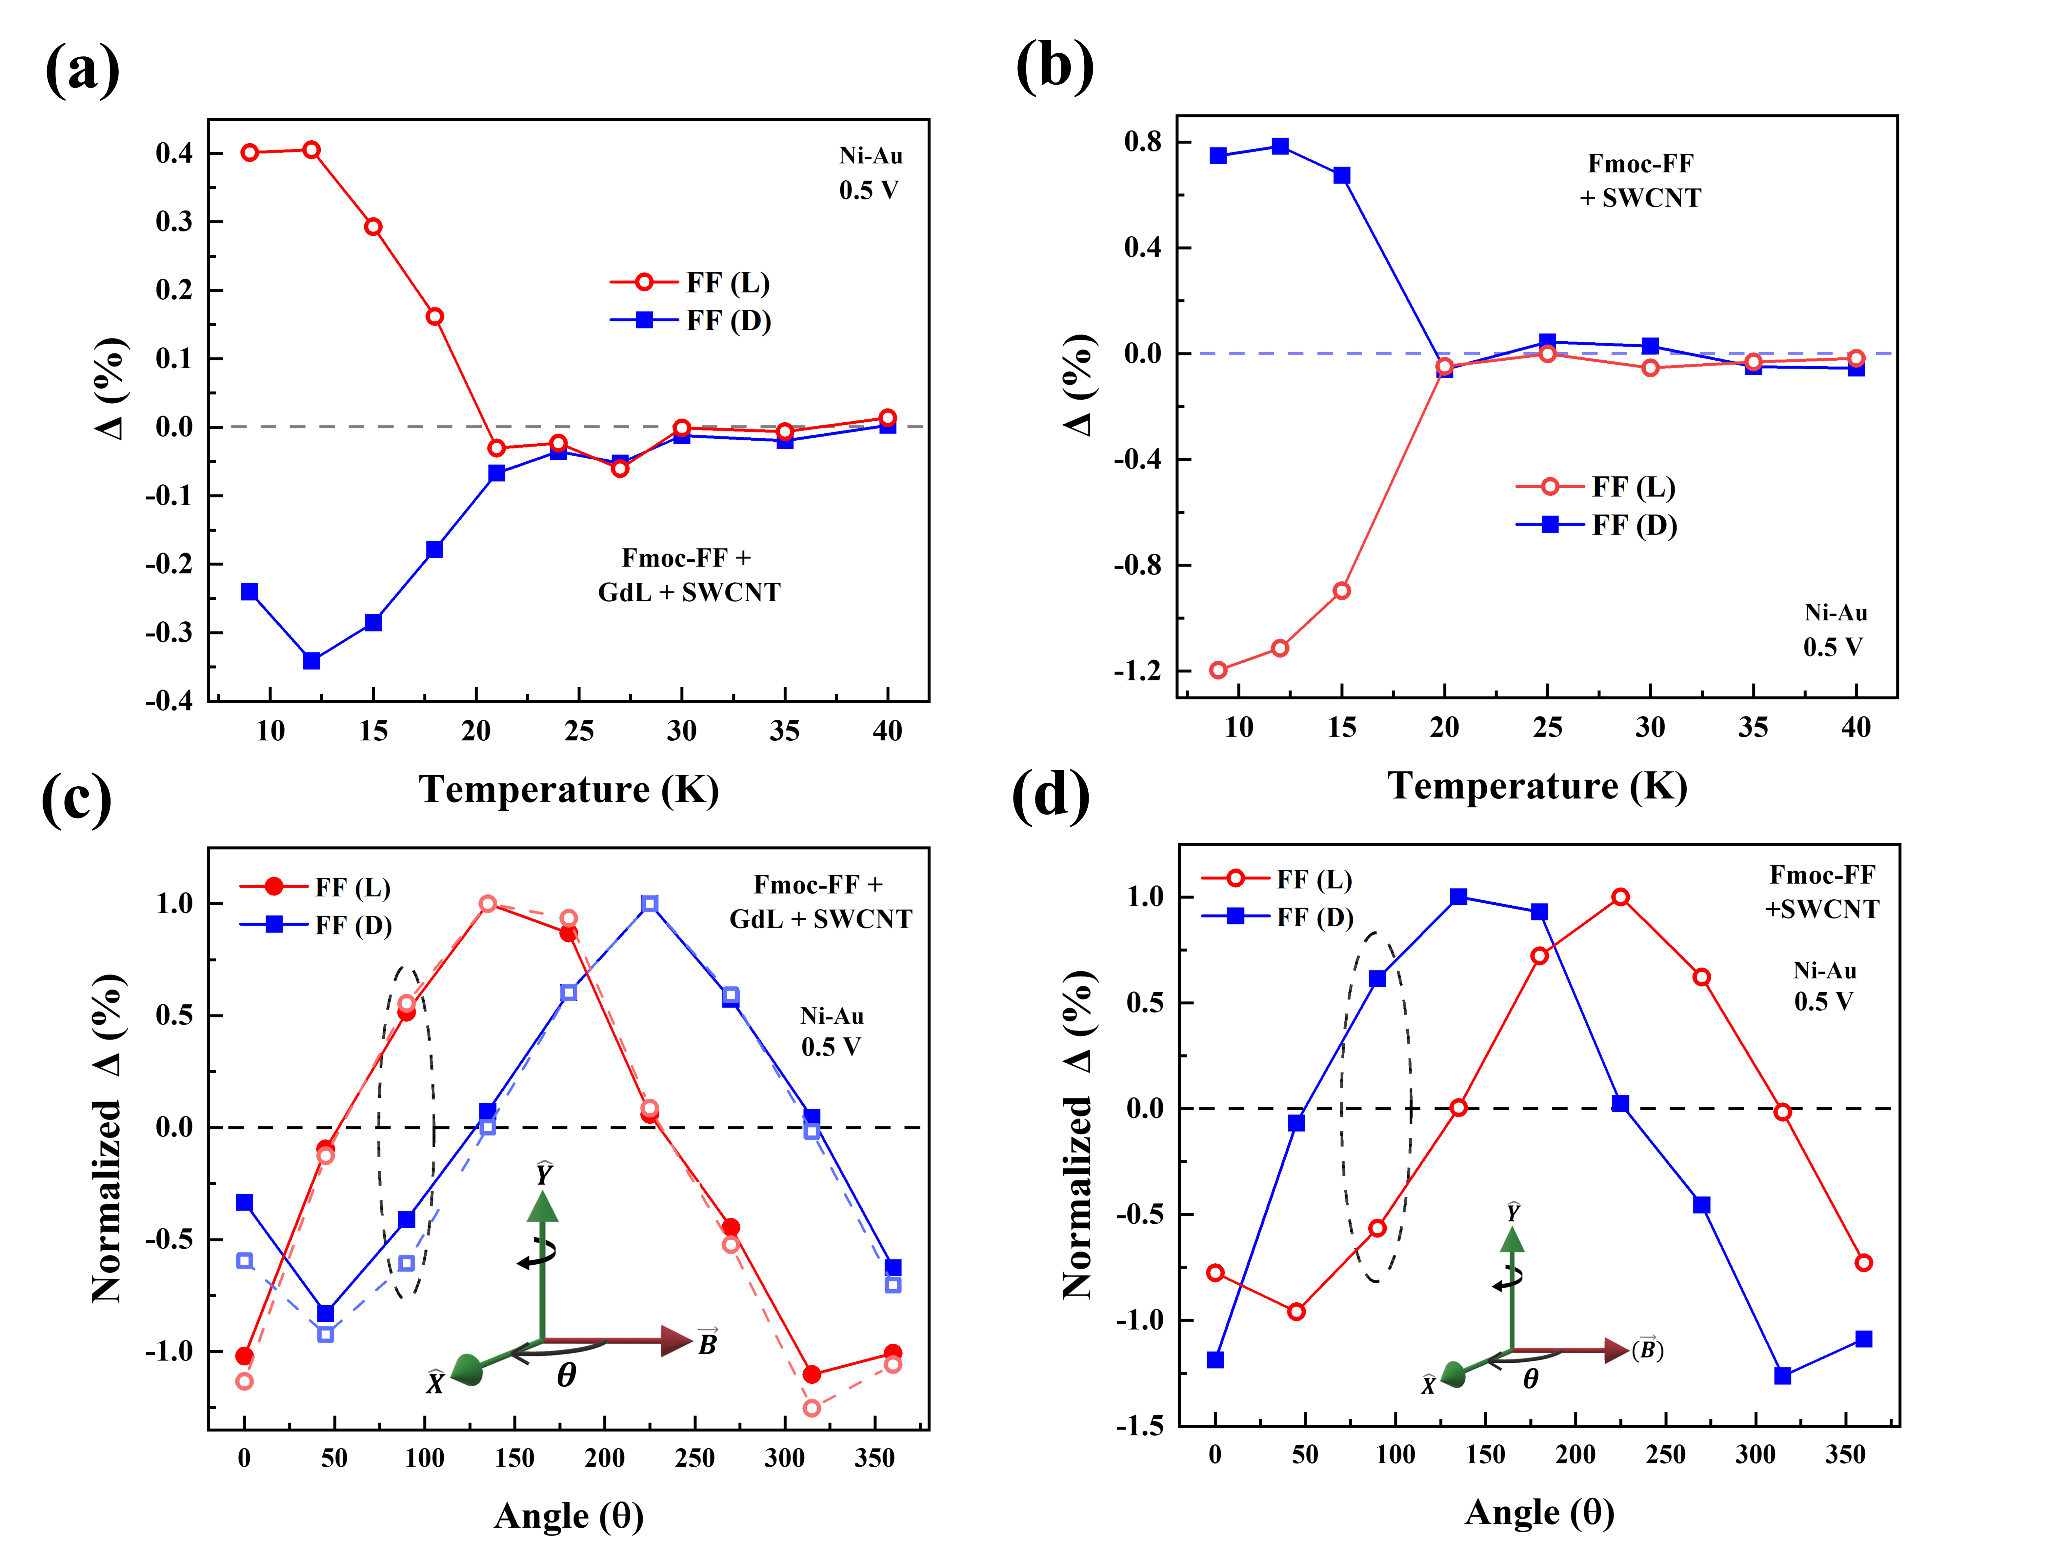 (a)
0.4
0.3
0.2
0.1
0.0
-0.1
-0.2
-0.3
-0.4
Δ (%)
Ni-Au
0.5 V
FF (L)
FF (D)
Fmoc-FF +
GdL + SWCNT
10 15 20 25 30 35 40
Temperature (K)
(b)
0.8
0.4
0.0
-0.4
-0.8
-1.2
Δ (%)
Fmoc-FF
+ SWCNT
FF (L)
FF (D)
Ni-Au
0.5 V
10 15 20 25 30 35 40
Temperature (K)
(c)
1.0
0.5
0.0
-0.5
-1.0
Normalized Δ (%)
FF (L)
FF (D)
Fmoc-FF +
GdL + SWCNT
Ni-Au
0.5 V
Ŷ
B⃗
X̂
θ
0 50 100 150 200 250 300 350
Angle (θ)
(d)
1.0
0.5
0.0
-0.5
-1.0
-1.5
Normalized Δ (%)
FF (L)
FF (D)
Fmoc-FF
+SWCNT
Ni-Au
0.5 V
Ŷ
(B⃗)
X̂
θ
0 50 100 150 200 250 300 350
Angle (θ)